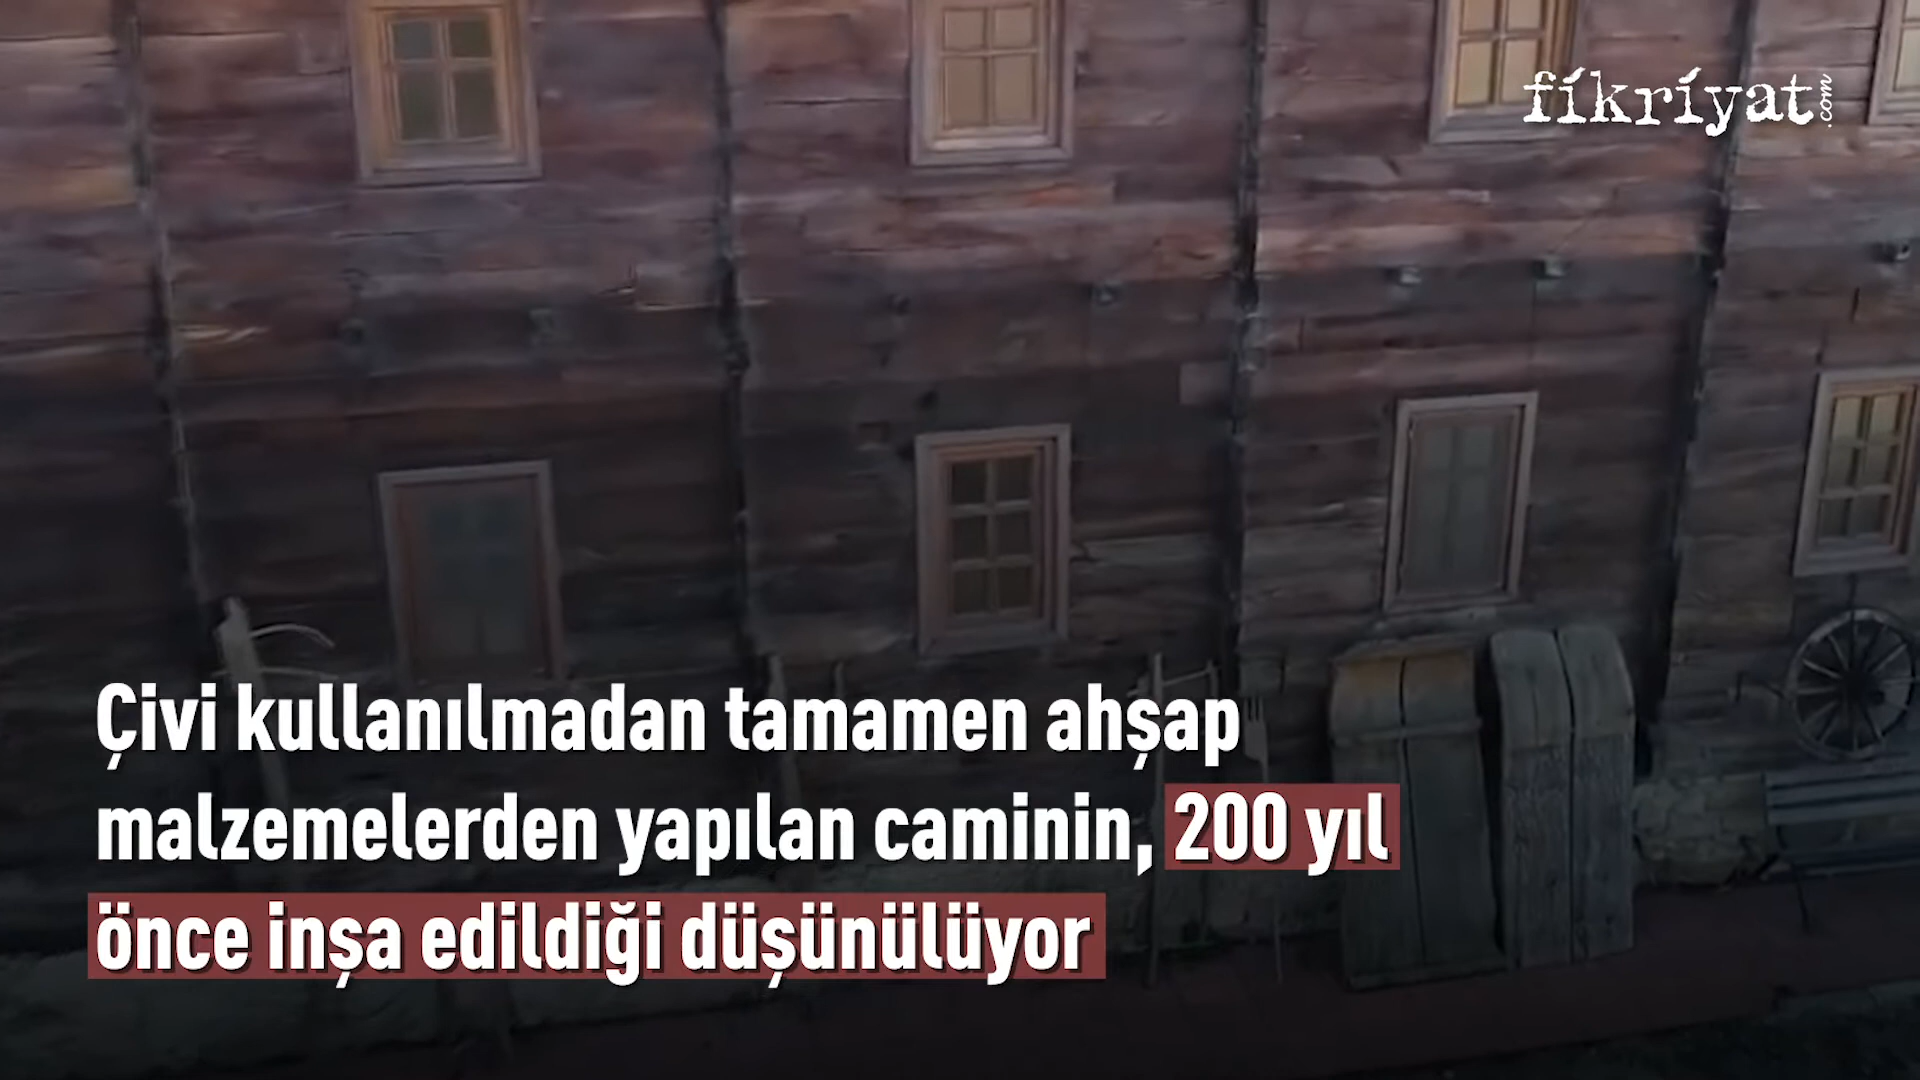 fikriyat.com
Çivi kullanılmadan tamamen ahşap
malzemelerden yapılan caminin, 200 yıl
önce inşa edildiği düşünülüyor